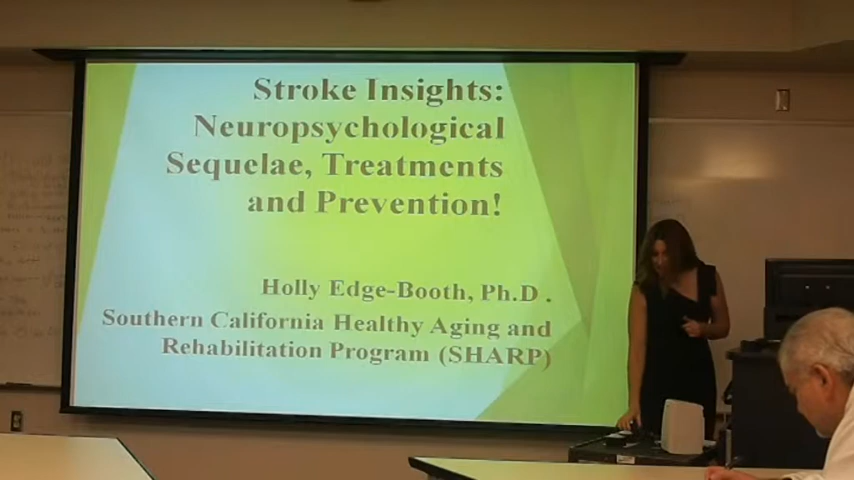 Stroke Insights:
Neuropsychological
Sequelae, Treatments
and Prevention!
Holly Edge-Booth, Ph.D.
Southern California Healthy Aging and
Rehabilitation Program (SHARP)